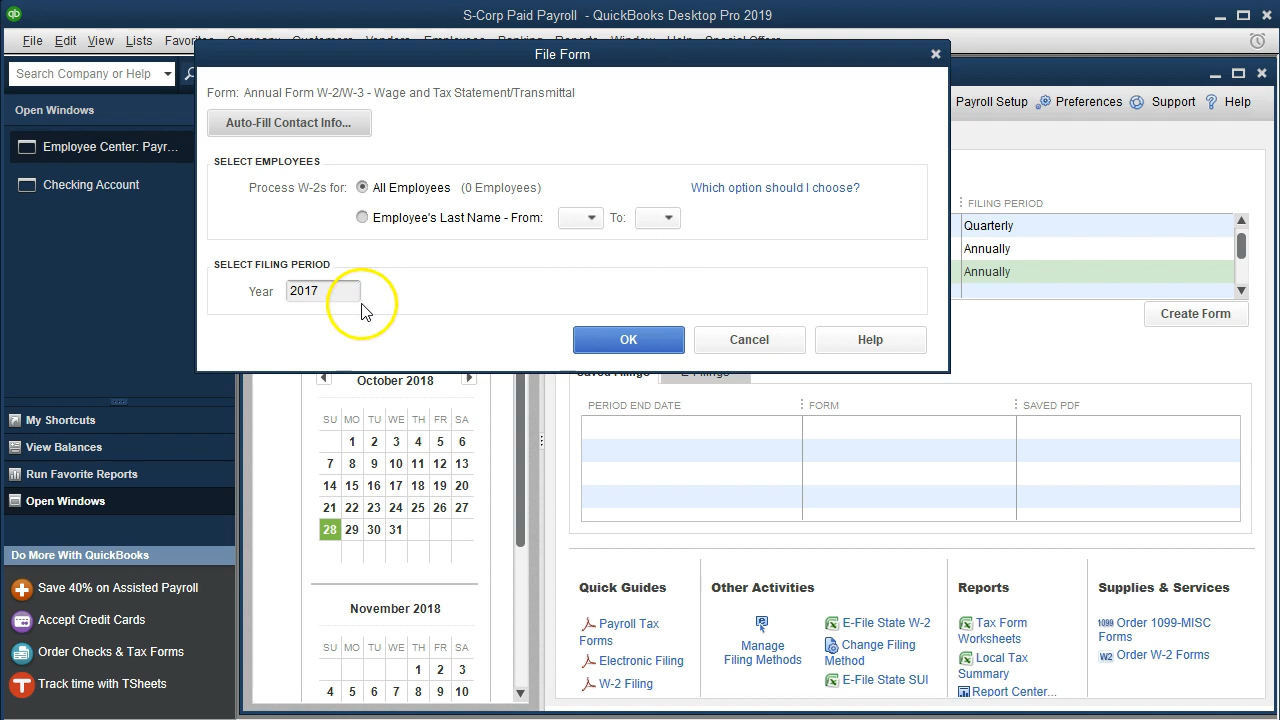 S-Corp Paid Payroll - QuickBooks Desktop Pro 2019
File Edit View Lists
File Form
Search Company or Help
Payroll Setup Preferences Support Help
Form: Annual Form W-2/W-3 - Wage and Tax Statement/Transmittal
Open Windows
Auto-Fill Contact Info...
Employee Center: Payr...
Checking Account
SELECT EMPLOYEES
Process W-2s for: All Employees (0 Employees) Which option should I choose?
Employee's Last Name - From: To:
SELECT FILING PERIOD
Year 2017
OK Cancel Help
FILING PERIOD
Quarterly
Annually
Annually
Create Form
October 2018
SU MO TU WE TH FR SA
1 2 3 4 5 6
7 8 9 10 11 12 13
14 15 16 17 18 19 20
21 22 23 24 25 26 27
28 29 30 31
November 2018
SU MO TU WE TH FR SA
1 2 3
4 5 6 7 8 9 10
Saved Filings E-Filings
PERIOD END DATE FORM SAVED PDF
My Shortcuts
View Balances
Run Favorite Reports
Open Windows
Do More With QuickBooks
Save 40% on Assisted Payroll
Accept Credit Cards
Order Checks & Tax Forms
Track time with TSheets
Quick Guides
Payroll Tax
Forms
Electronic Filing
W-2 Filing
Other Activities
Manage
Filing Methods
E-File State W-2
Change Filing
Method
E-File State SUI
Reports
Tax Form
Worksheets
Local Tax
Summary
Report Center...
Supplies & Services
Order 1099-MISC
Forms
Order W-2 Forms